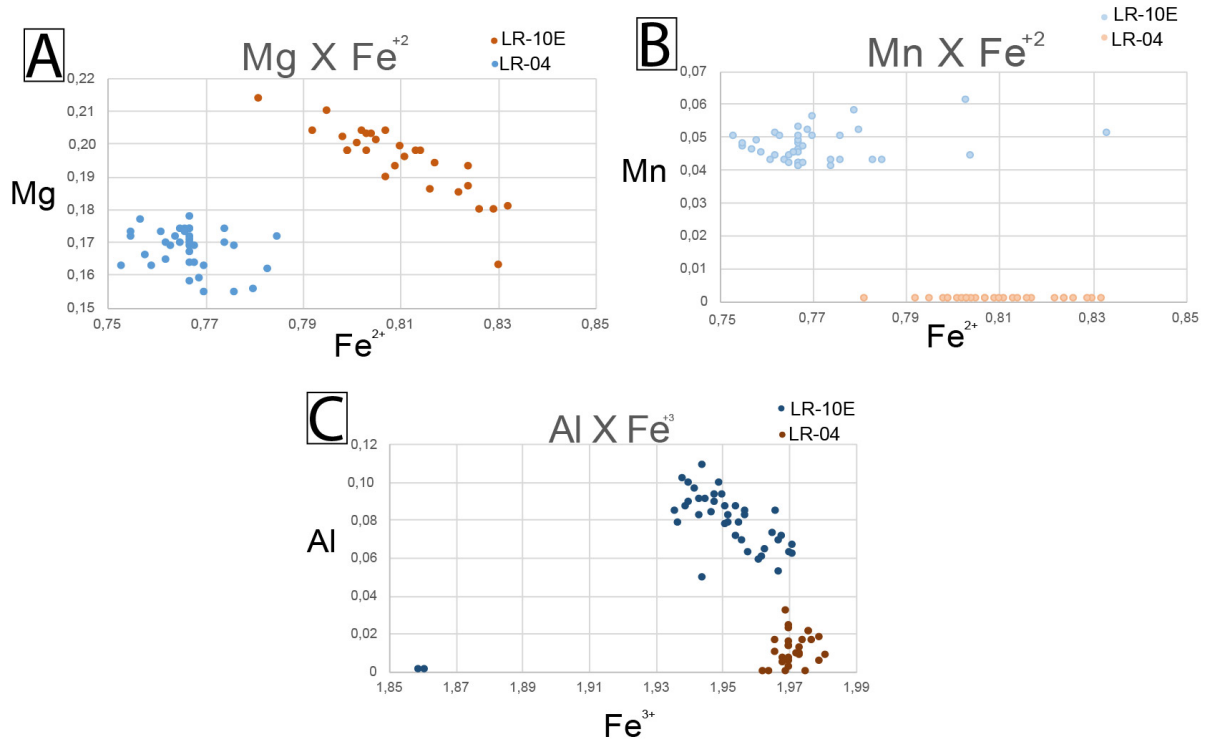 A
Mg X Fe+2
LR-10E
LR-04
0,22
0,21
0,20
0,19
0,18
0,17
0,16
0,15
Mg
0,75 0,77 0,79 0,81 0,83 0,85
Fe2+
B
Mn X Fe+2
LR-10E
LR-04
0,07
0,06
0,05
0,04
0,03
0,02
0,01
0
Mn
0,75 0,77 0,79 0,81 0,83 0,85
Fe2+
C
Al X Fe+3
LR-10E
LR-04
0,12
0,10
0,08
0,06
0,04
0,02
0
Al
1,85 1,87 1,89 1,91 1,93 1,95 1,97 1,99
Fe3+